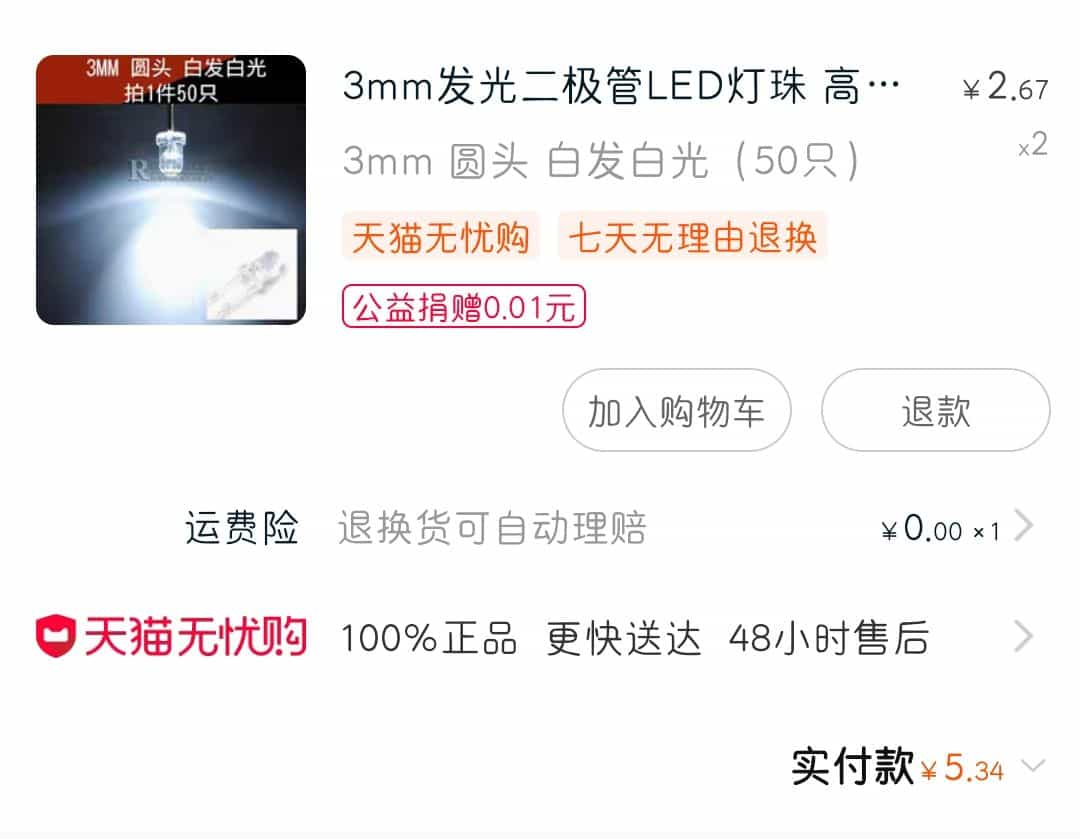 3MM 圆头 白发白光
拍1件50只
R
3mm发光二极管LED灯珠 高…
¥2.67
3mm 圆头 白发白光（50只）
×2
天猫无忧购 七天无理由退换
公益捐赠0.01元
加入购物车 退款
运费险 退换货可自动理赔 ¥0.00 ×1
天猫无忧购 100%正品 更快送达 48小时售后
实付款¥5.34